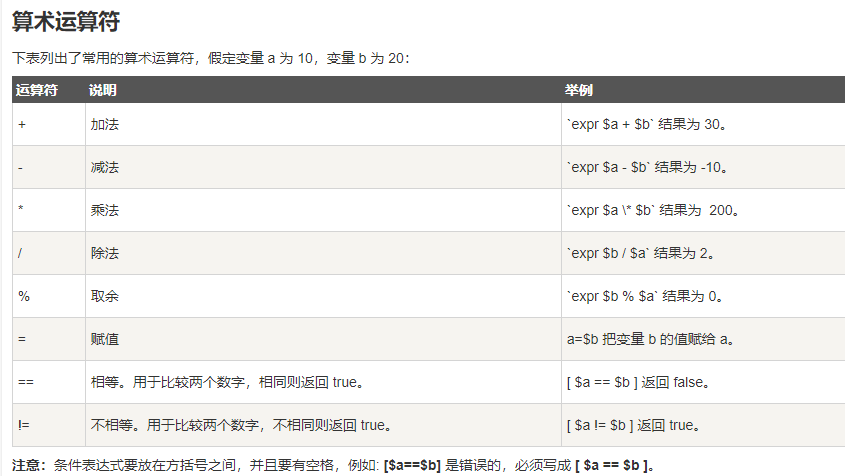 算术运算符
下表列出了常用的算术运算符，假定变量 a 为 10，变量 b 为 20：
运算符 说明 举例
+ 加法 `expr $a + $b` 结果为 30。
- 减法 `expr $a - $b` 结果为 -10。
* 乘法 `expr $a \* $b` 结果为  200。
/ 除法 `expr $b / $a` 结果为 2。
% 取余 `expr $b % $a` 结果为 0。
= 赋值 a=$b 把变量 b 的值赋给 a。
== 相等。用于比较两个数字，相同则返回 true。 [ $a == $b ] 返回 false。
!= 不相等。用于比较两个数字，不相同则返回 true。 [ $a != $b ] 返回 true。
注意：条件表达式要放在方括号之间，并且要有空格，例如: [$a==$b] 是错误的，必须写成 [ $a == $b ]。